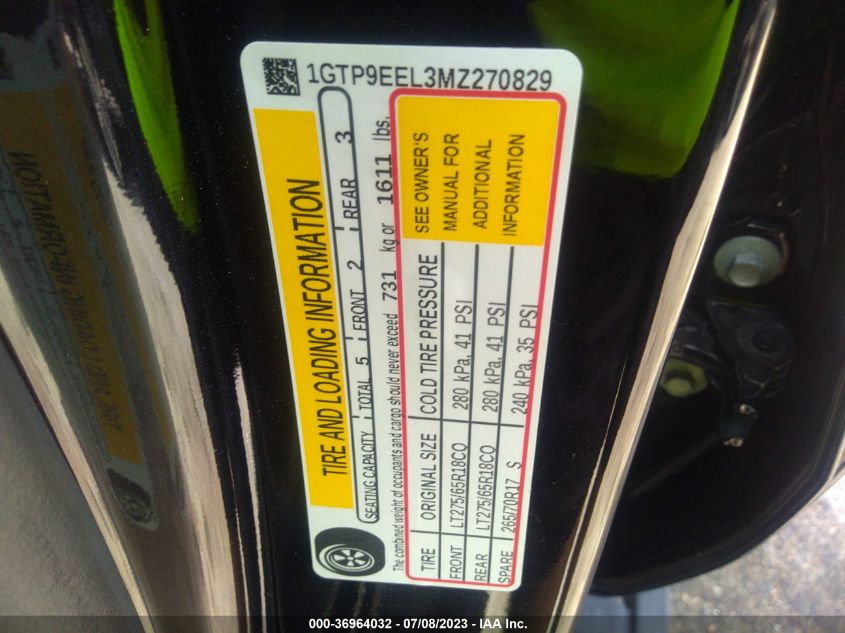 1GTP9EEL3MZ270829
TIRE AND LOADING INFORMATION
SEATING CAPACITY TOTAL 5 FRONT 2 REAR 3
The combined weight of occupants and cargo should never exceed 731 kg or 1611 lbs.
TIRE ORIGINAL SIZE COLD TIRE PRESSURE SEE OWNER'S
FRONT LT275/65R18CO 280 kPa, 41 PSI MANUAL FOR
REAR LT275/65R18CO 280 kPa, 41 PSI ADDITIONAL
SPARE 265/70R17 S 240 kPa, 35 PSI INFORMATION
000-36964032 - 07/08/2023 - IAA Inc.